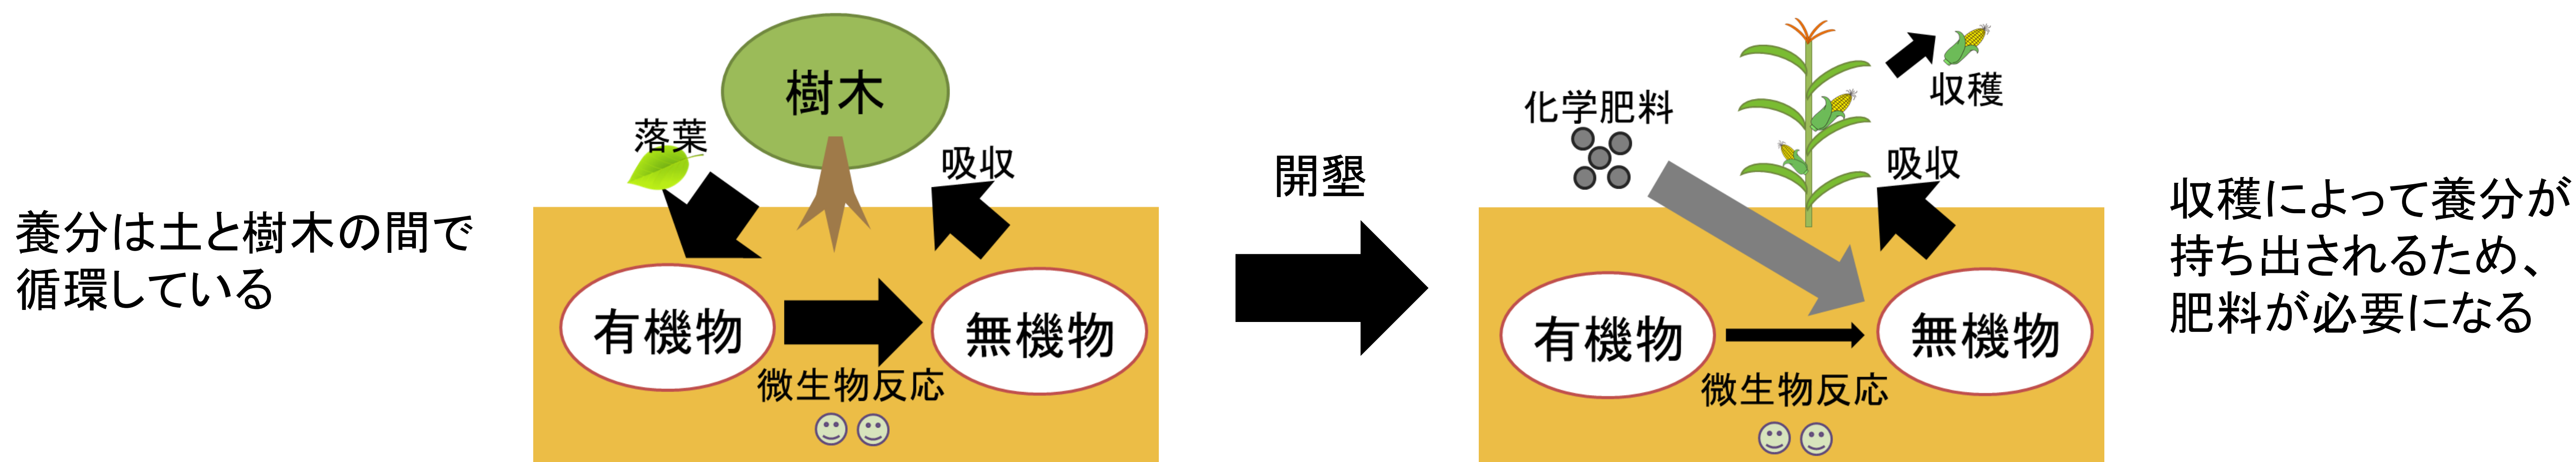 養分は土と樹木の間で
循環している
樹木
落葉
吸収
有機物
無機物
微生物反応
開墾
化学肥料
収穫
吸収
有機物
無機物
微生物反応
収穫によって養分が
持ち出されるため、
肥料が必要になる